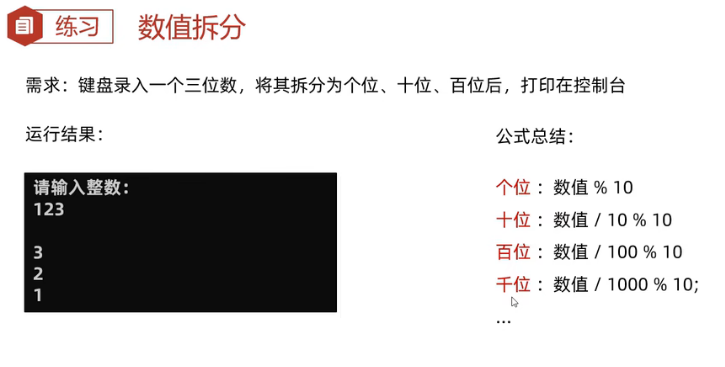 练习 数值拆分
需求：键盘录入一个三位数，将其拆分为个位、十位、百位后，打印在控制台
运行结果：
请输入整数：
123
3
2
1
公式总结：
个位 ：数值 % 10
十位 ：数值 / 10 % 10
百位 ：数值 / 100 % 10
千位 ：数值 / 1000 % 10;
...